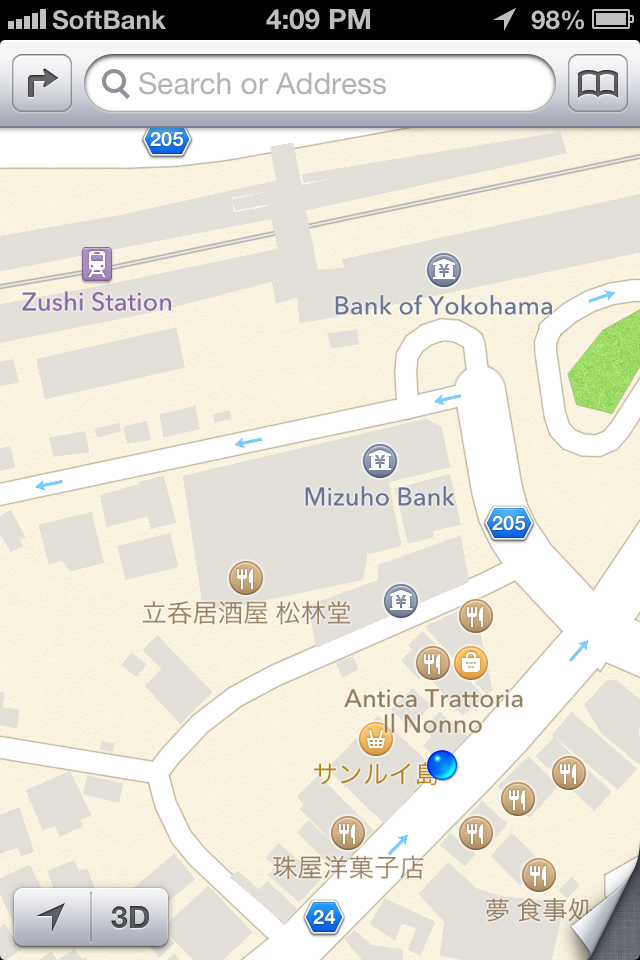 SoftBank 4:09 PM 98%
Search or Address
205
Zushi Station
Bank of Yokohama
Mizuho Bank
205
立呑居酒屋 松林堂
Antica Trattoria
Il Nonno
サンルイ島
珠屋洋菓子店
夢 食事処
24
3D